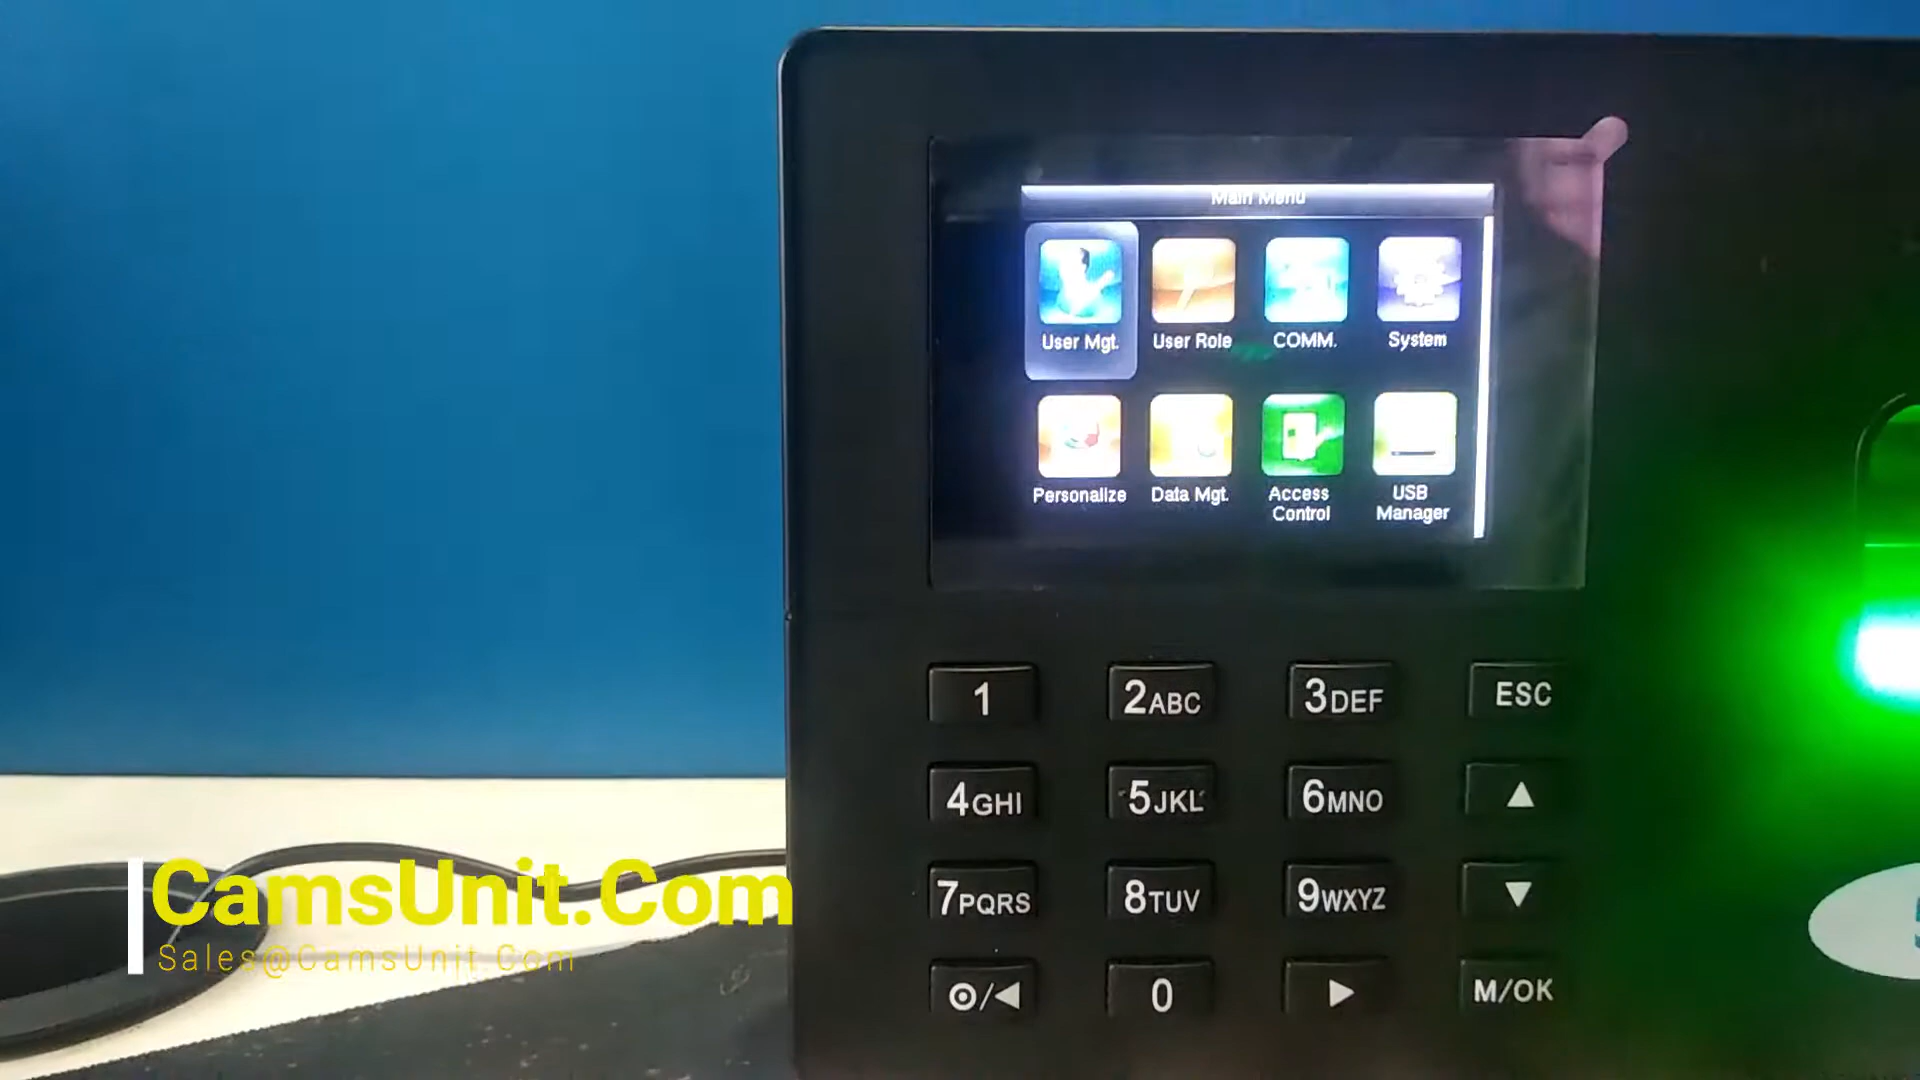 Main Menu
User Mgt. User Role COMM. System
Personalize Data Mgt. Access Control USB Manager
1 2ABC 3DEF ESC
4GHI 5JKL 6MNO ▲
7PQRS 8TUV 9WXYZ ▼
◎/◀ 0 ▶ M/OK
CamsUnit.Com
Sales@CamsUnit.Com